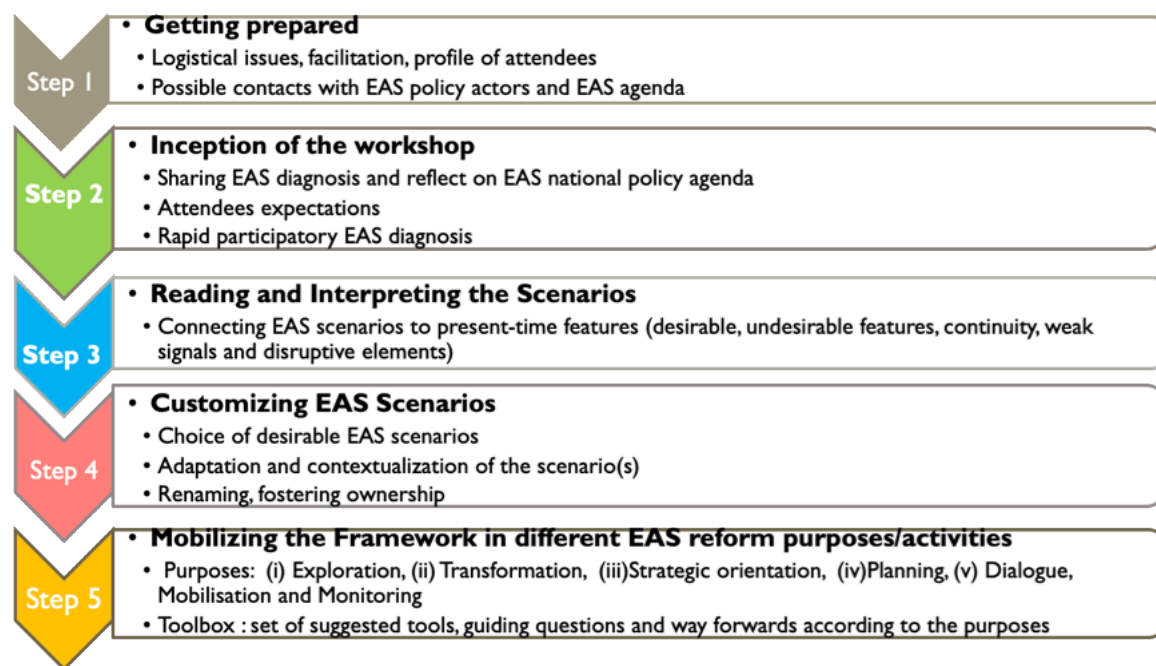 • Getting prepared
• Logistical issues, facilitation, profile of attendees
Step 1
• Possible contacts with EAS policy actors and EAS agenda
• Inception of the workshop
• Sharing EAS diagnosis and reflect on EAS national policy agenda
Step 2
• Attendees expectations
• Rapid participatory EAS diagnosis
• Reading and Interpreting the Scenarios
• Connecting EAS scenarios to present-time features (desirable, undesirable features, continuity, weak
signals and disruptive elements)
Step 3
• Customizing EAS Scenarios
• Choice of desirable EAS scenarios
Step 4
• Adaptation and contextualization of the scenario(s)
• Renaming, fostering ownership
• Mobilizing the Framework in different EAS reform purposes/activities
• Purposes: (i) Exploration, (ii) Transformation, (iii)Strategic orientation, (iv)Planning, (v) Dialogue,
Mobilisation and Monitoring
Step 5
• Toolbox : set of suggested tools, guiding questions and way forwards according to the purposes